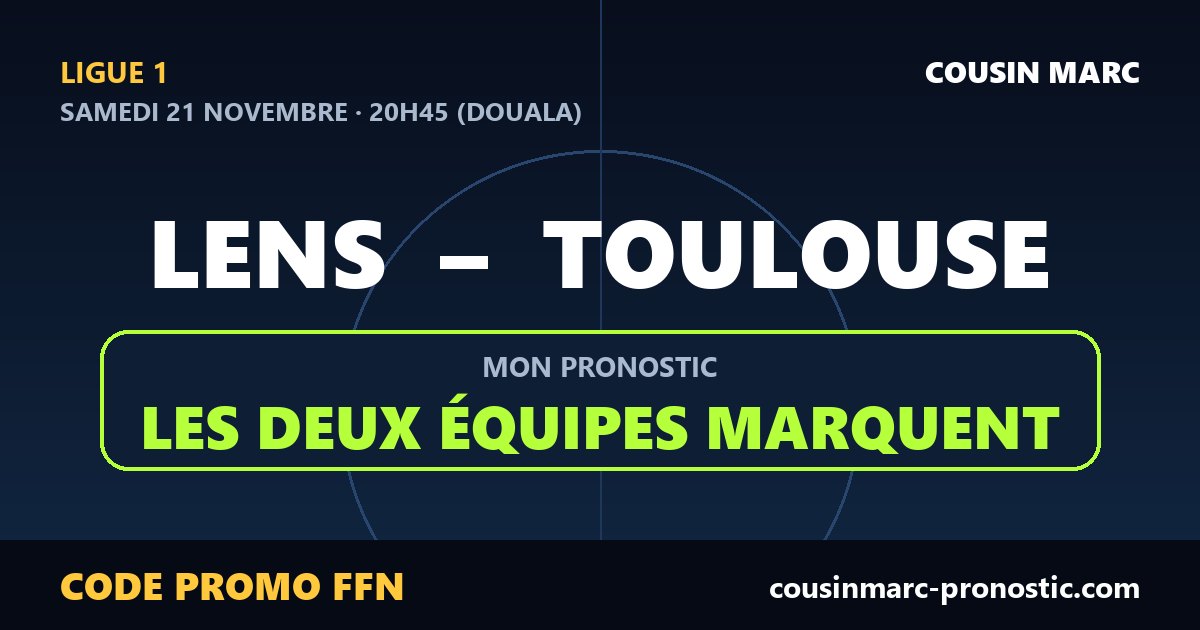 LIGUE 1
COUSIN MARC
SAMEDI 21 NOVEMBRE · 20H45 (DOUALA)
LENS – TOULOUSE
MON PRONOSTIC
LES DEUX ÉQUIPES MARQUENT
CODE PROMO FFN
cousinmarc-pronostic.com